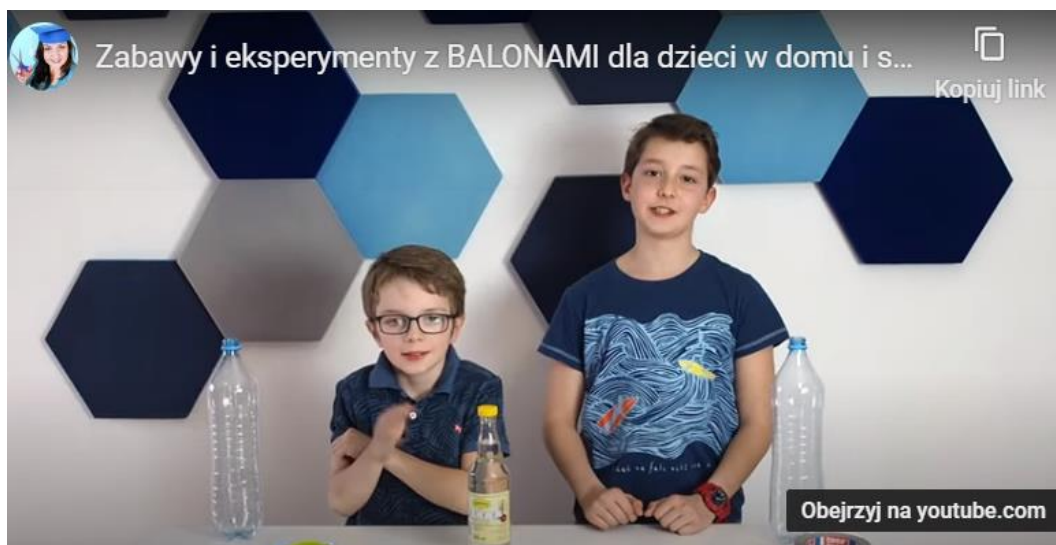 Zabawy i eksperymenty z BALONAMI dla dzieci w domu i s...
Kopiuj link
Obejrzyj na youtube.com